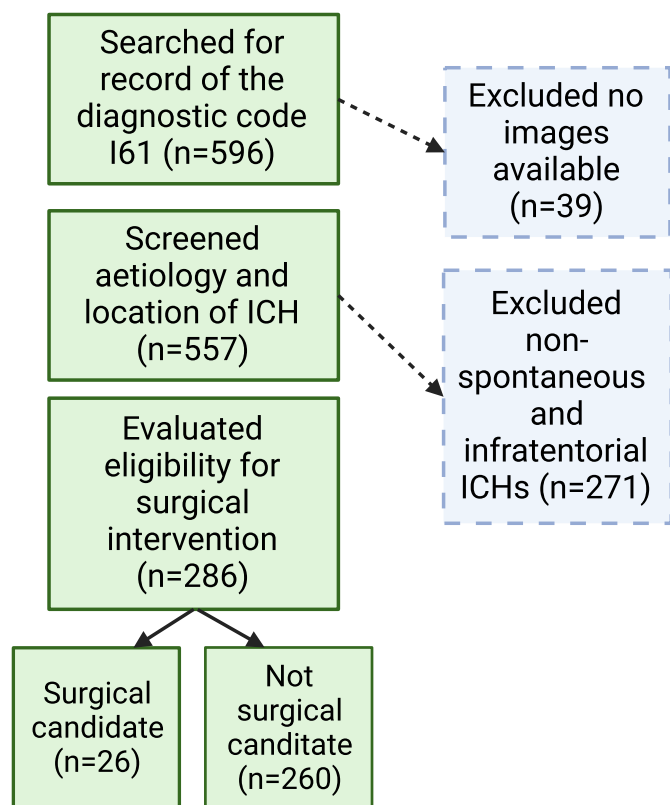 Searched for
record of the
diagnostic code
I61 (n=596)
Excluded no
images
available
(n=39)
Screened
aetiology and
location of ICH
(n=557)
Excluded
non-
spontaneous
and
infratentorial
ICHs (n=271)
Evaluated
eligibility for
surgical
intervention
(n=286)
Surgical
candidate
(n=26)
Not
surgical
canditate
(n=260)